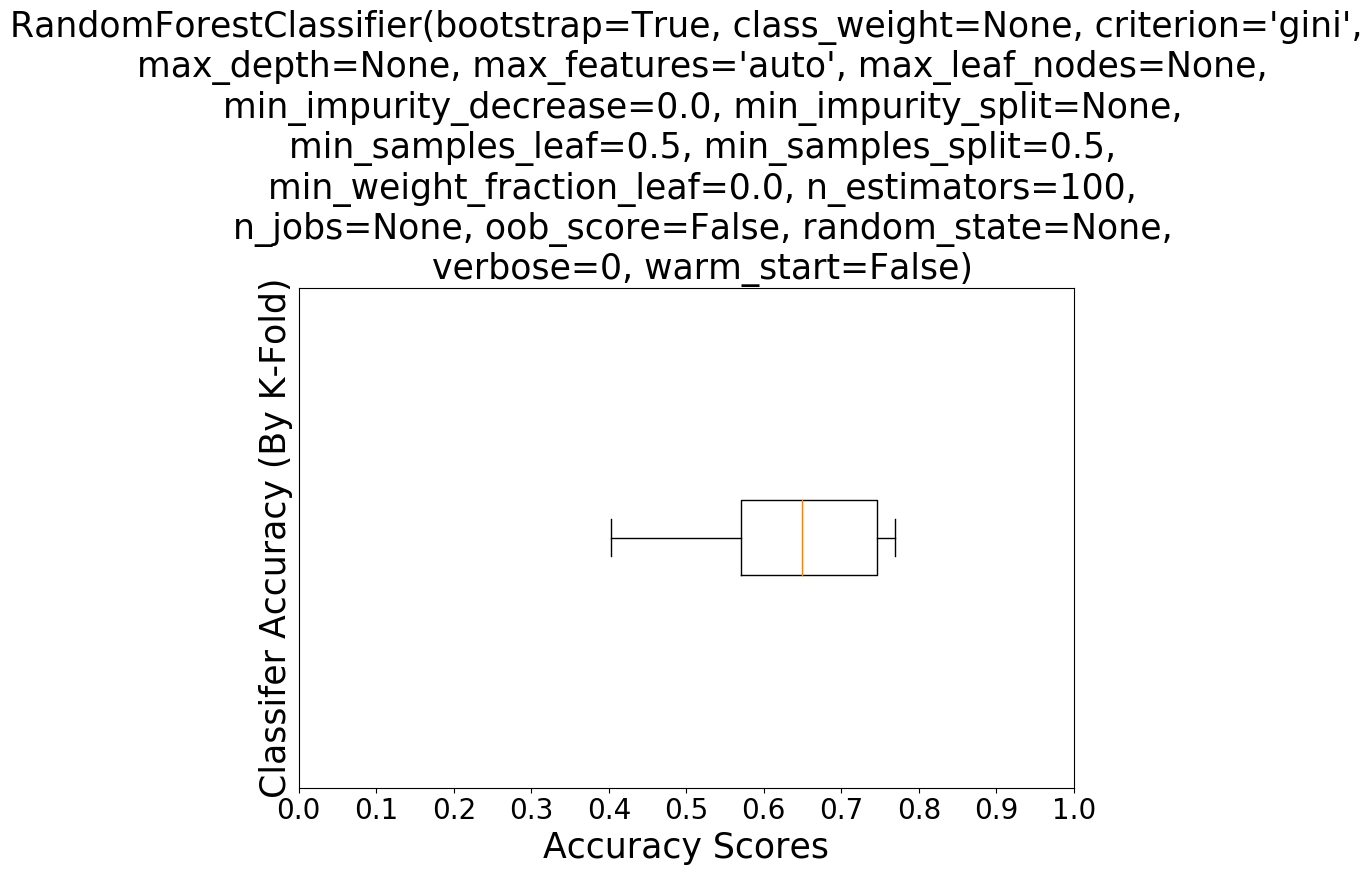 RandomForestClassifier(bootstrap=True, class_weight=None, criterion='gini',
max_depth=None, max_features='auto', max_leaf_nodes=None,
min_impurity_decrease=0.0, min_impurity_split=None,
min_samples_leaf=0.5, min_samples_split=0.5,
min_weight_fraction_leaf=0.0, n_estimators=100,
n_jobs=None, oob_score=False, random_state=None,
verbose=0, warm_start=False)
Classifer Accuracy (By K-Fold)
0.0 0.1 0.2 0.3 0.4 0.5 0.6 0.7 0.8 0.9 1.0
Accuracy Scores